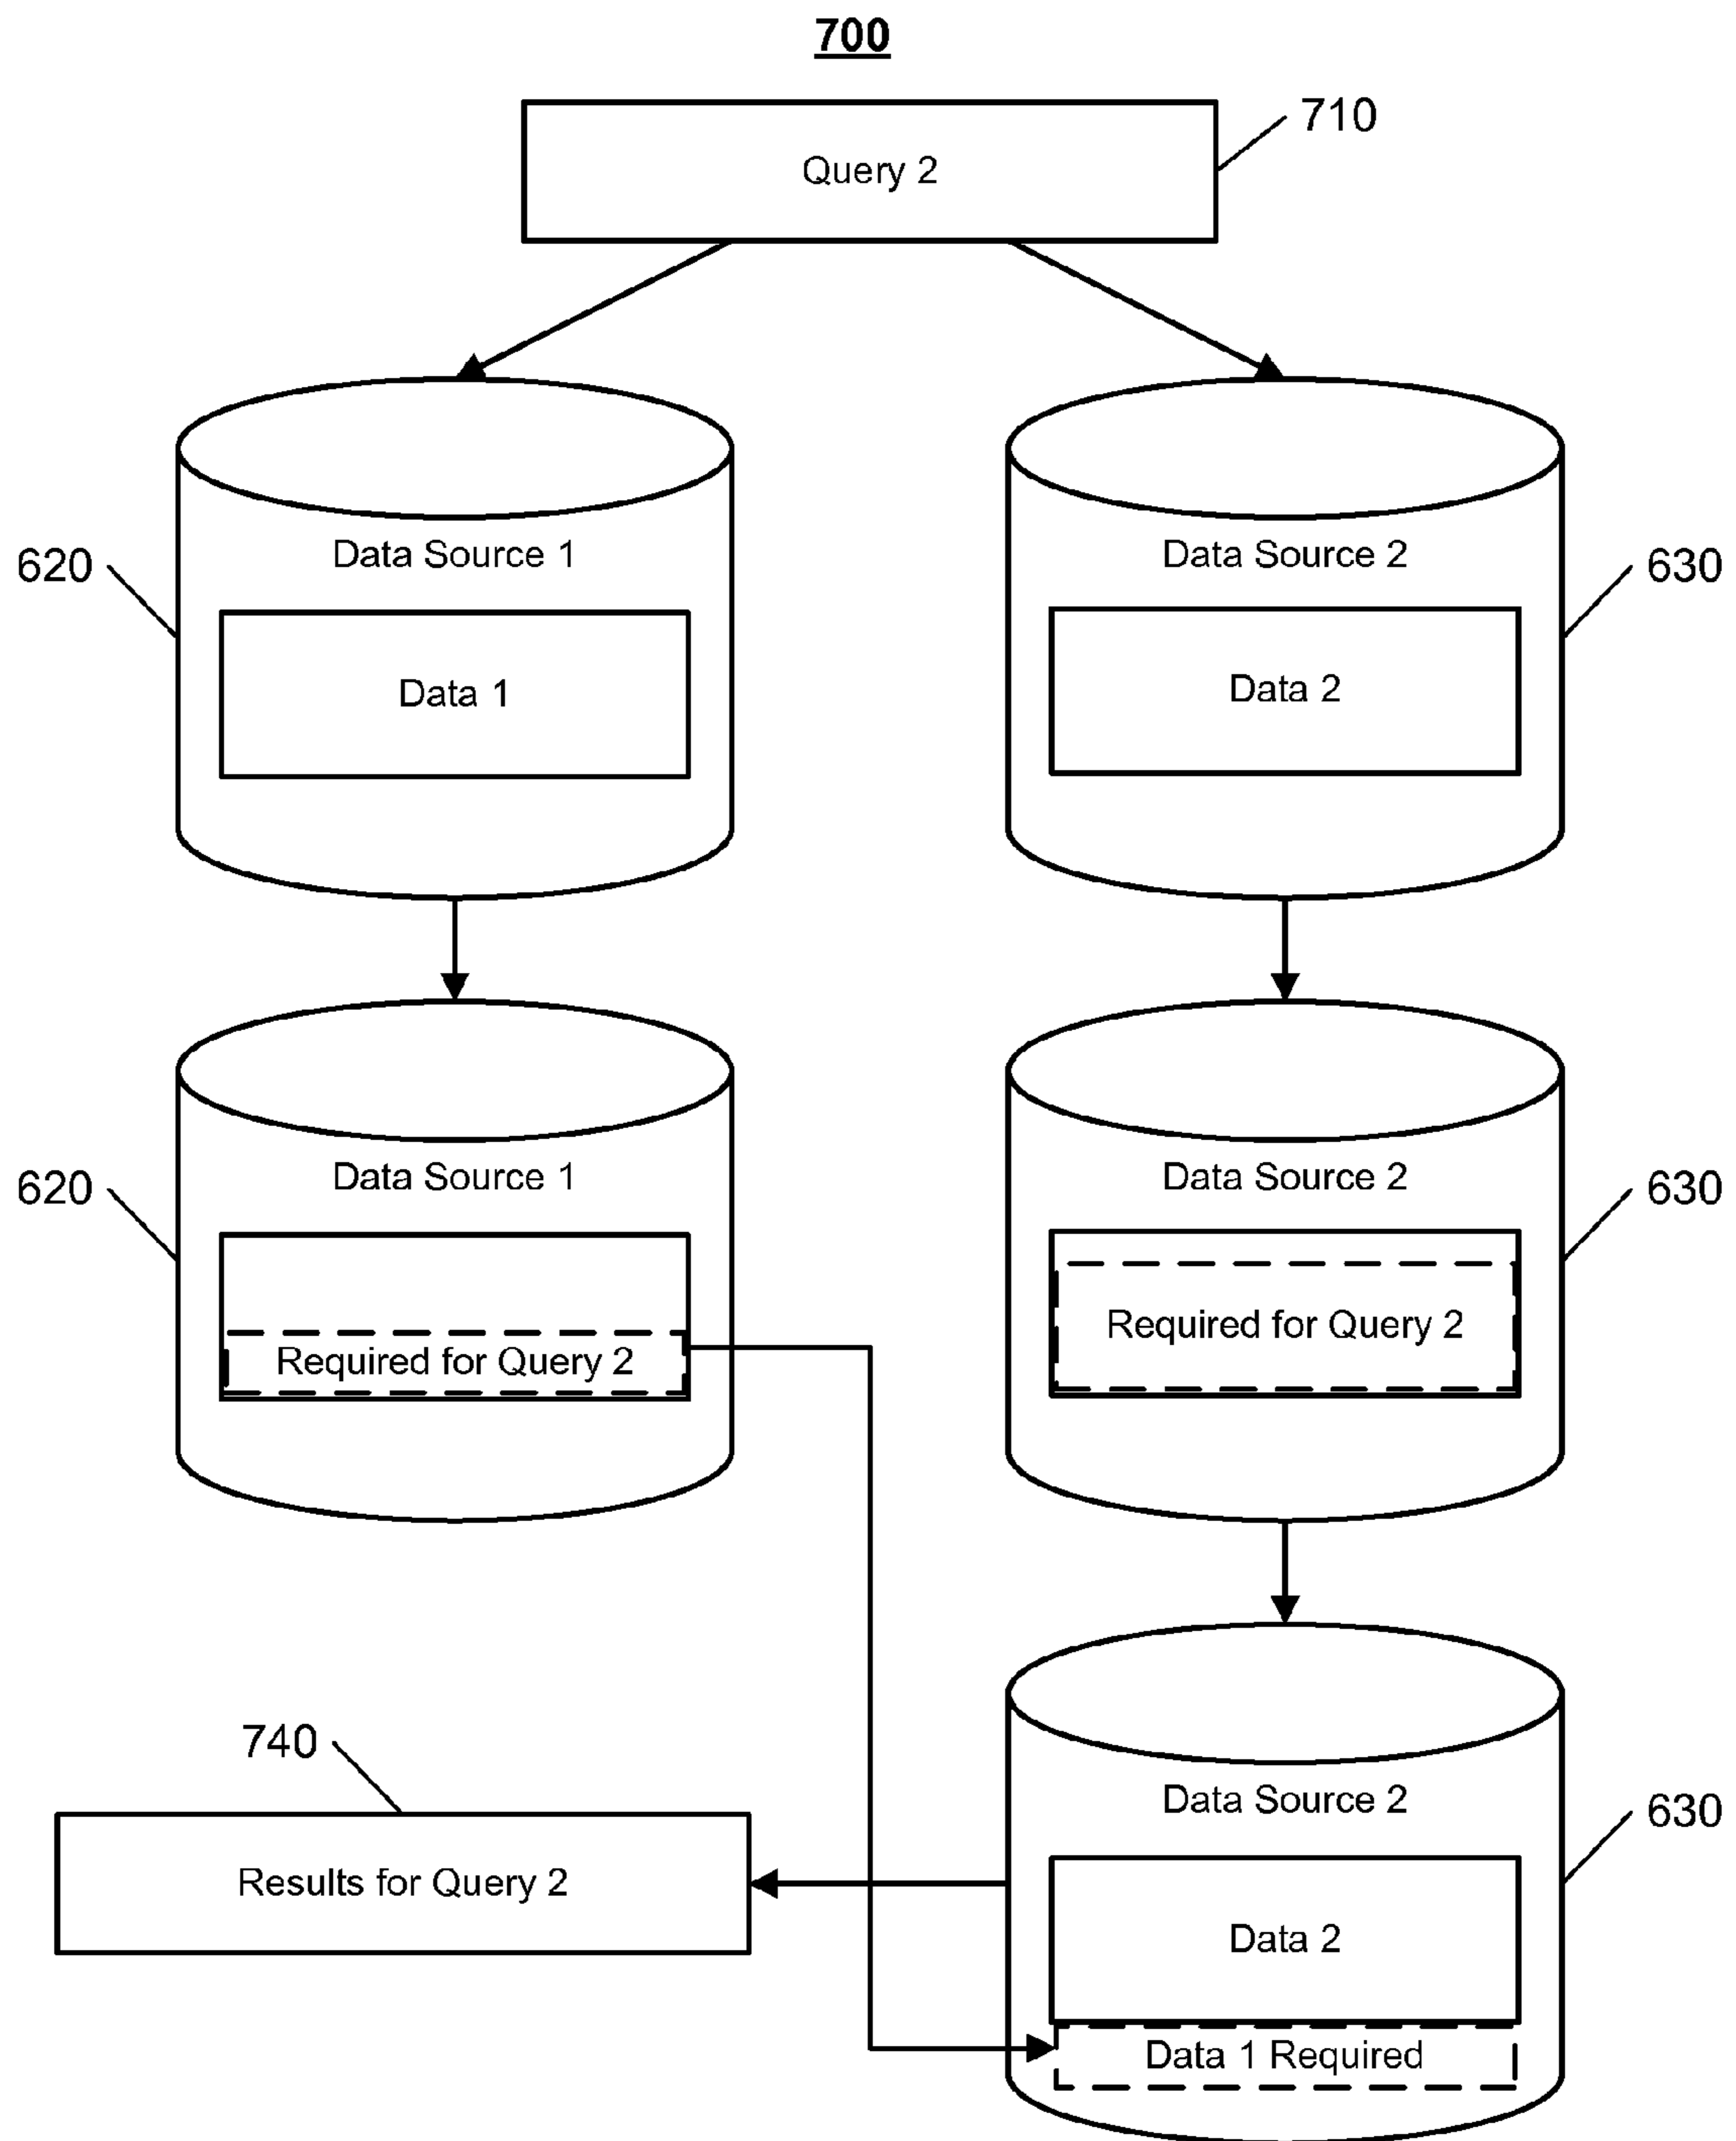 700
Query 2
710
Data Source 1
Data Source 2
620
630
Data 1
Data 2
Data Source 1
Data Source 2
620
630
Required for Query 2
Required for Query 2
740
Data Source 2
630
Results for Query 2
Data 2
Data 1 Required